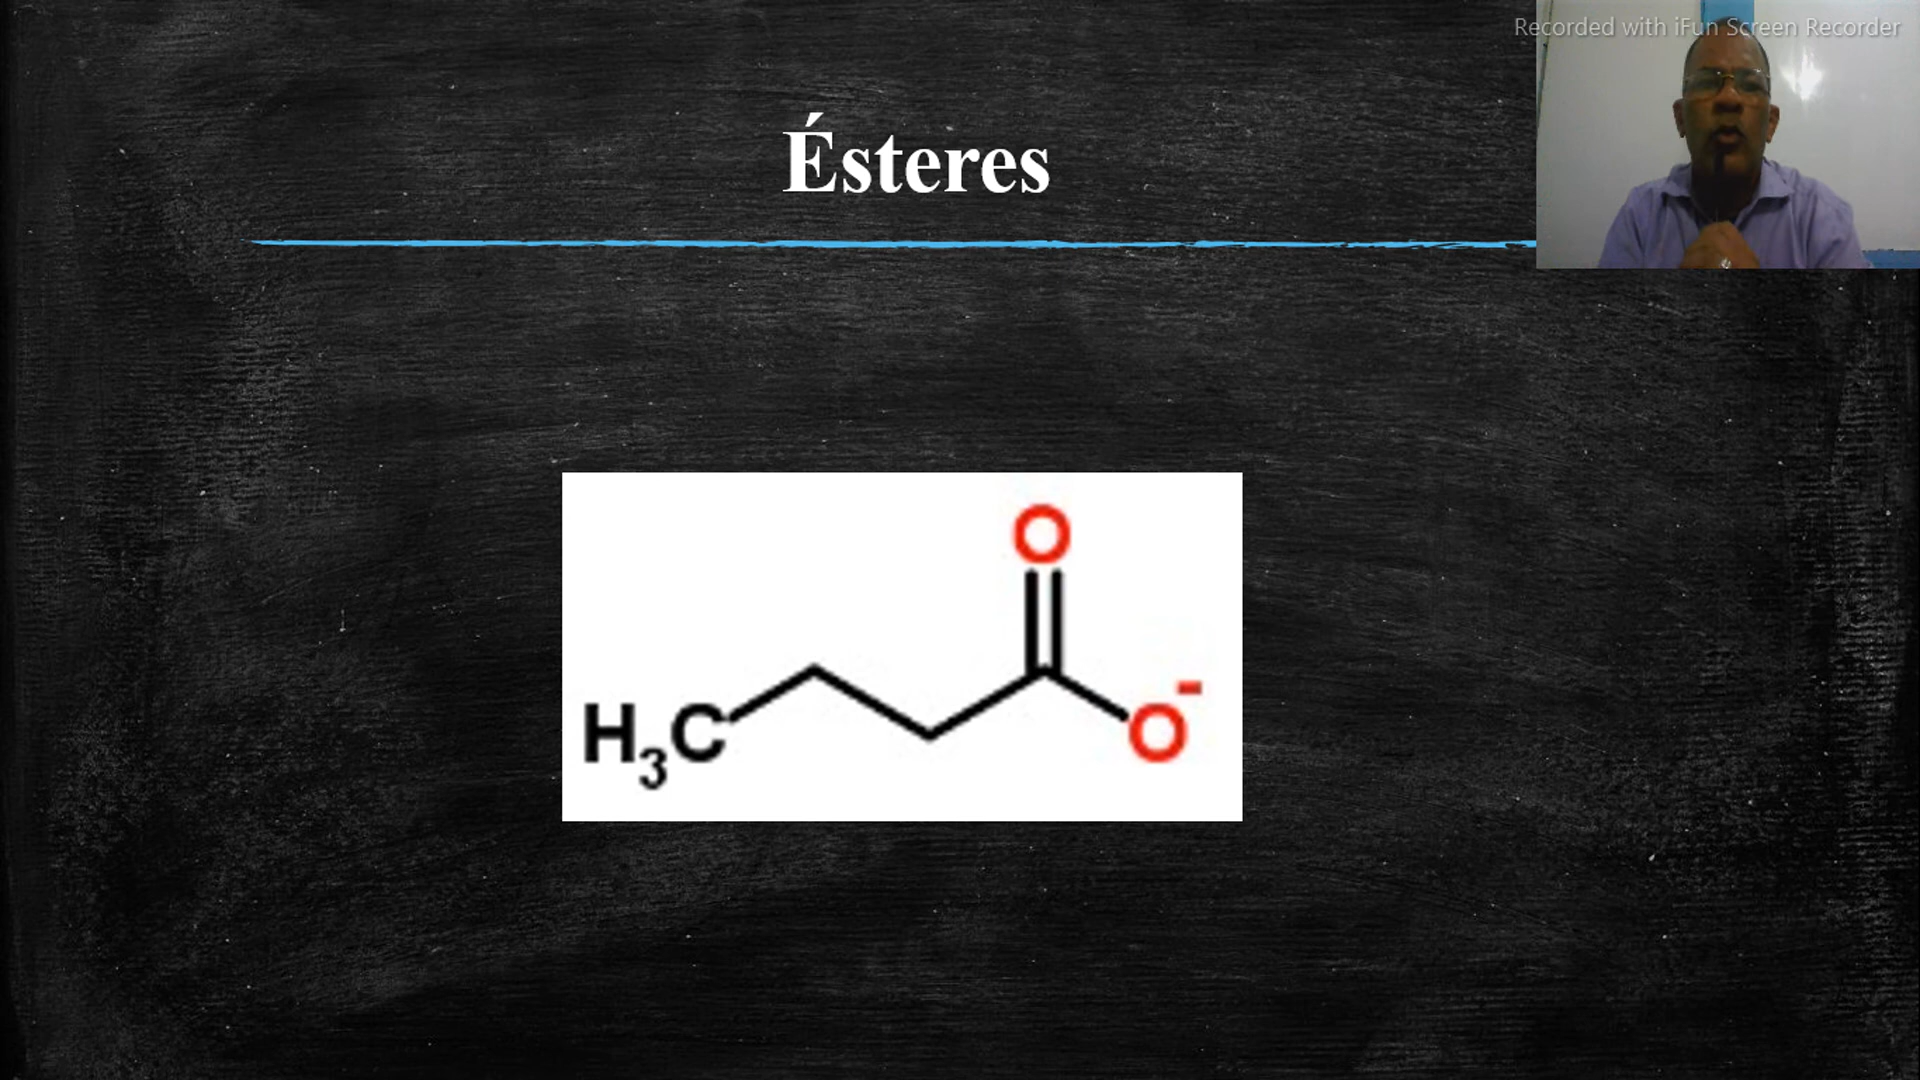 Recorded with iFun Screen Recorder
Ésteres
O
H₃C
O⁻